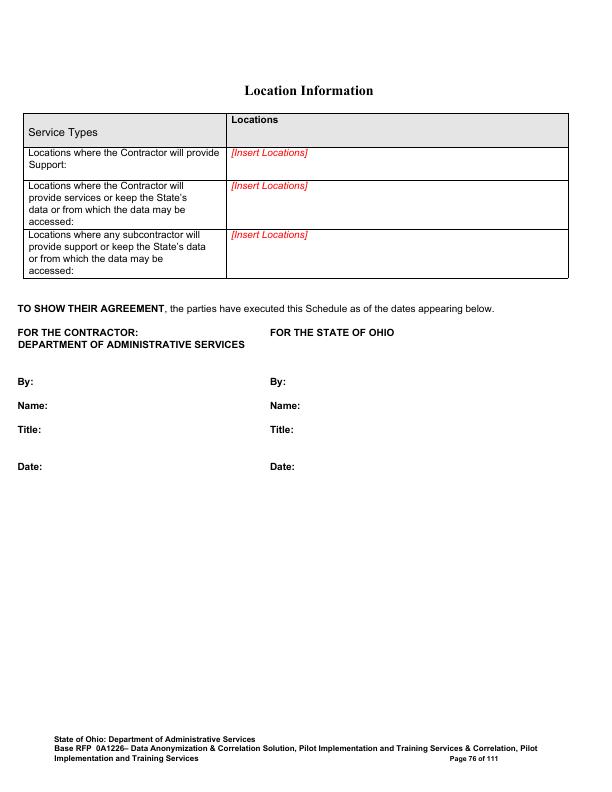 Location Information
Service Types
Locations
Locations where the Contractor will provide
Support:
[Insert Locations]
Locations where the Contractor will
provide services or keep the State's
data or from which the data may be
accessed:
[Insert Locations]
Locations where any subcontractor will
provide support or keep the State's data
or from which the data may be
accessed:
[Insert Locations]
TO SHOW THEIR AGREEMENT, the parties have executed this Schedule as of the dates appearing below.
FOR THE CONTRACTOR: FOR THE STATE OF OHIO
DEPARTMENT OF ADMINISTRATIVE SERVICES
By: By:
Name: Name:
Title: Title:
Date: Date:
State of Ohio: Department of Administrative Services
Base RFP 0A1226– Data Anonymization & Correlation Solution, Pilot Implementation and Training Services & Correlation, Pilot
Implementation and Training Services Page 76 of 111